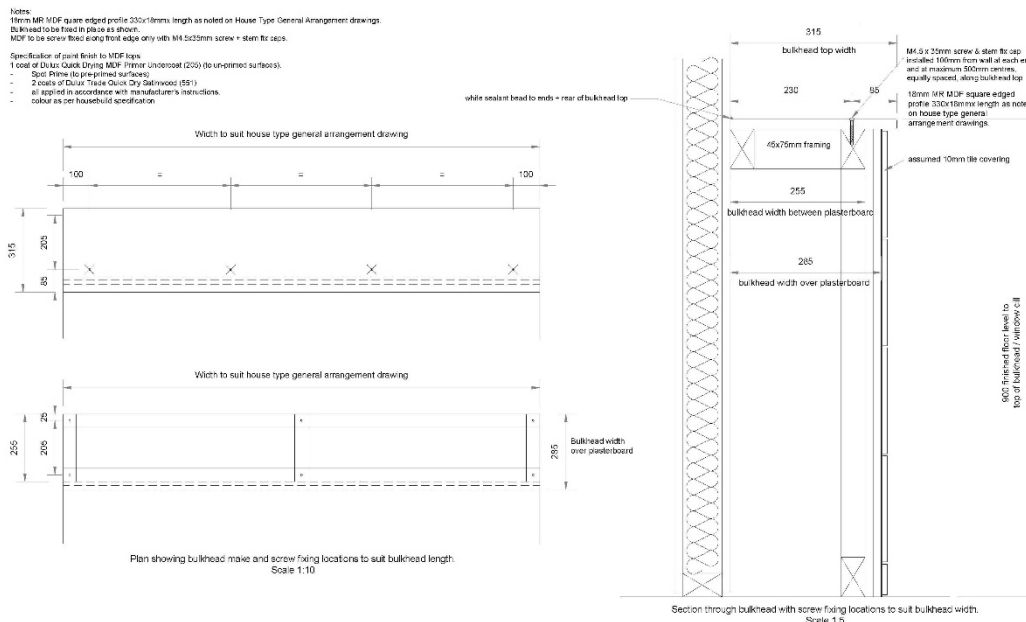 Notes:
18mm MR MDF quare edged profile 330x18mmx length as noted on House Type General Arrangement drawings.
Bulkhead to be fixed in place as shown.
MDF to be screw fixed along front edge only with M4.5x35mm screw + stem fix caps.
Specification of paint finish to MDF tops
1 coat of Dulux Quick Drying MDF Primer Undercoat (205) (to un-primed surfaces).
- Spot Prime (to pre-primed surfaces)
- 2 coats of Dulux Trade Quick Dry Satinwood (551)
- all applied in accordance with manufacturer's instructions.
- colour as per housebuild specification
Width to suit house type general arrangement drawing
100 = = = 100
315
205
85
Width to suit house type general arrangement drawing
255
25
205
285
Bulkhead width
over plasterboard
Plan showing bulkhead make and screw fixing locations to suit bulkhead length.
Scale 1:10
315
bulkhead top width
M4.5 x 35mm screw & stem fix cap
installed 100mm from wall at each en
and at maximum 500mm centres,
equally spaced, along bulkhead top
230 85
white sealant bead to ends + rear of bulkhead top
18mm MR MDF square edged
profile 330x18mmx length as note
on house type general
arrangement drawings.
45x75mm framing
assumed 10mm tile covering
255
bulkhead width between plasterboard
285
bulkhead width over plasterboard
900 finished floor level to
top of bulkhead / window cill
Section through bulkhead with screw fixing locations to suit bulkhead width.
Scale 1:5